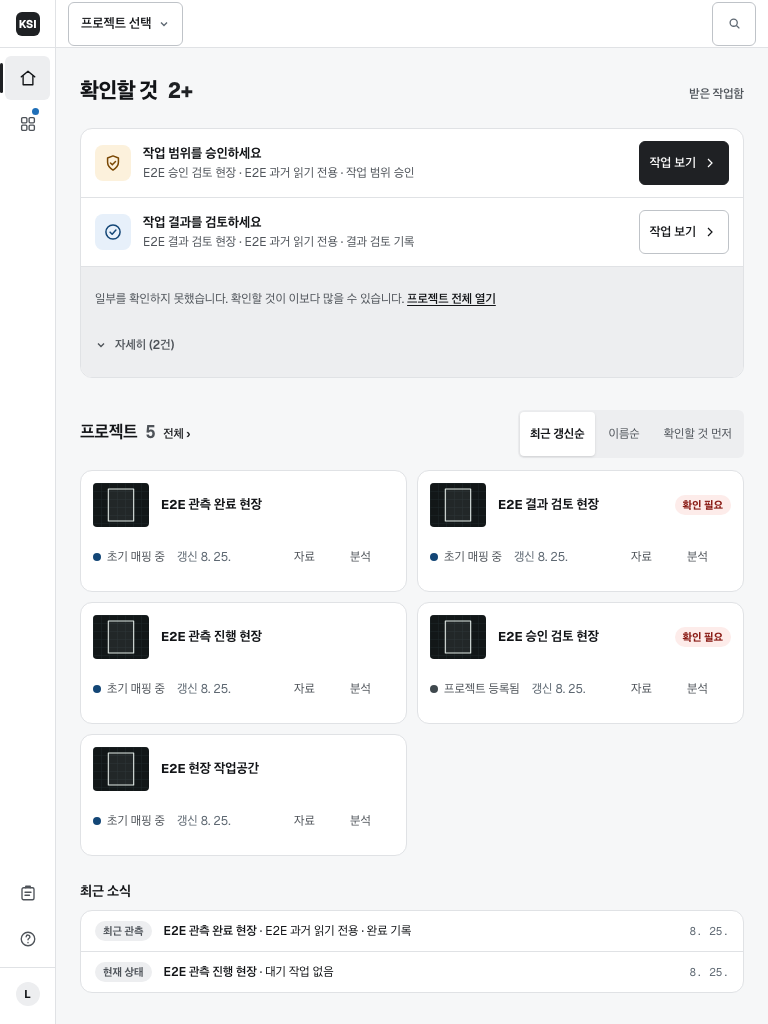 KSI
프로젝트 선택
확인할 것 2+
받은 작업함
작업 범위를 승인하세요
E2E 승인 검토 현장 · E2E 과거 읽기 전용 · 작업 범위 승인
작업 보기
작업 결과를 검토하세요
E2E 결과 검토 현장 · E2E 과거 읽기 전용 · 결과 검토 기록
작업 보기
일부를 확인하지 못했습니다. 확인할 것이 이보다 많을 수 있습니다. 프로젝트 전체 열기
자세히 (2건)
프로젝트 5 전체 ›
최근 갱신순 이름순 확인할 것 먼저
E2E 관측 완료 현장
초기 매핑 중 갱신 8. 25. 자료 분석
E2E 결과 검토 현장 확인 필요
초기 매핑 중 갱신 8. 25. 자료 분석
E2E 관측 진행 현장
초기 매핑 중 갱신 8. 25. 자료 분석
E2E 승인 검토 현장 확인 필요
프로젝트 등록됨 갱신 8. 25. 자료 분석
E2E 현장 작업공간
초기 매핑 중 갱신 8. 25. 자료 분석
최근 소식
최근 관측 E2E 관측 완료 현장 · E2E 과거 읽기 전용 · 완료 기록 8. 25.
현재 상태 E2E 관측 진행 현장 · 대기 작업 없음 8. 25.
L